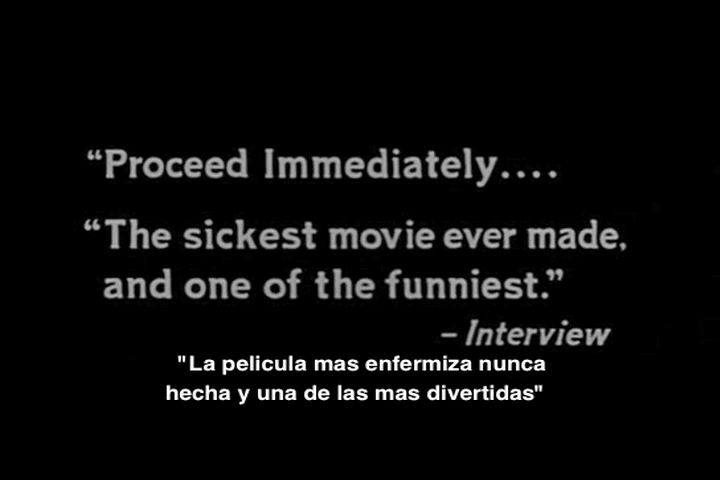 “Proceed Immediately....
“The sickest movie ever made,
and one of the funniest.”
– Interview
"La pelicula mas enfermiza nunca
hecha y una de las mas divertidas"